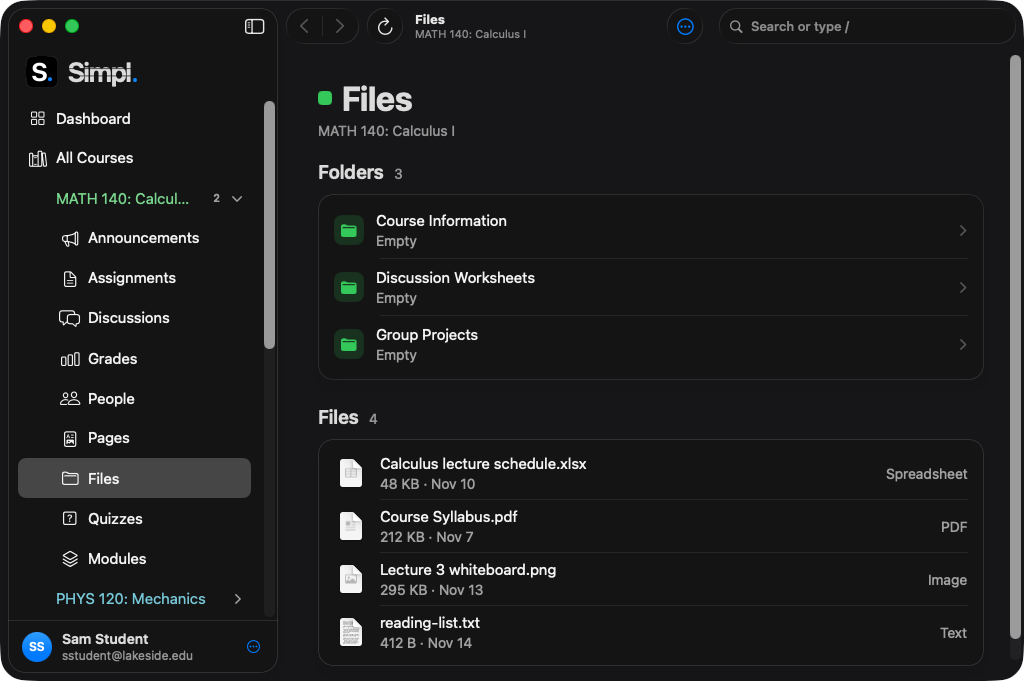 Files
MATH 140: Calculus I
Search or type /
S. Simpl.
Dashboard
All Courses
MATH 140: Calcul... 2
Announcements
Assignments
Discussions
Grades
People
Pages
Files
Quizzes
Modules
PHYS 120: Mechanics
SS
Sam Student
sstudent@lakeside.edu
Files
MATH 140: Calculus I
Folders 3
Course Information
Empty
Discussion Worksheets
Empty
Group Projects
Empty
Files 4
Calculus lecture schedule.xlsx
48 KB · Nov 10
Spreadsheet
Course Syllabus.pdf
212 KB · Nov 7
PDF
Lecture 3 whiteboard.png
295 KB · Nov 13
Image
reading-list.txt
412 B · Nov 14
Text